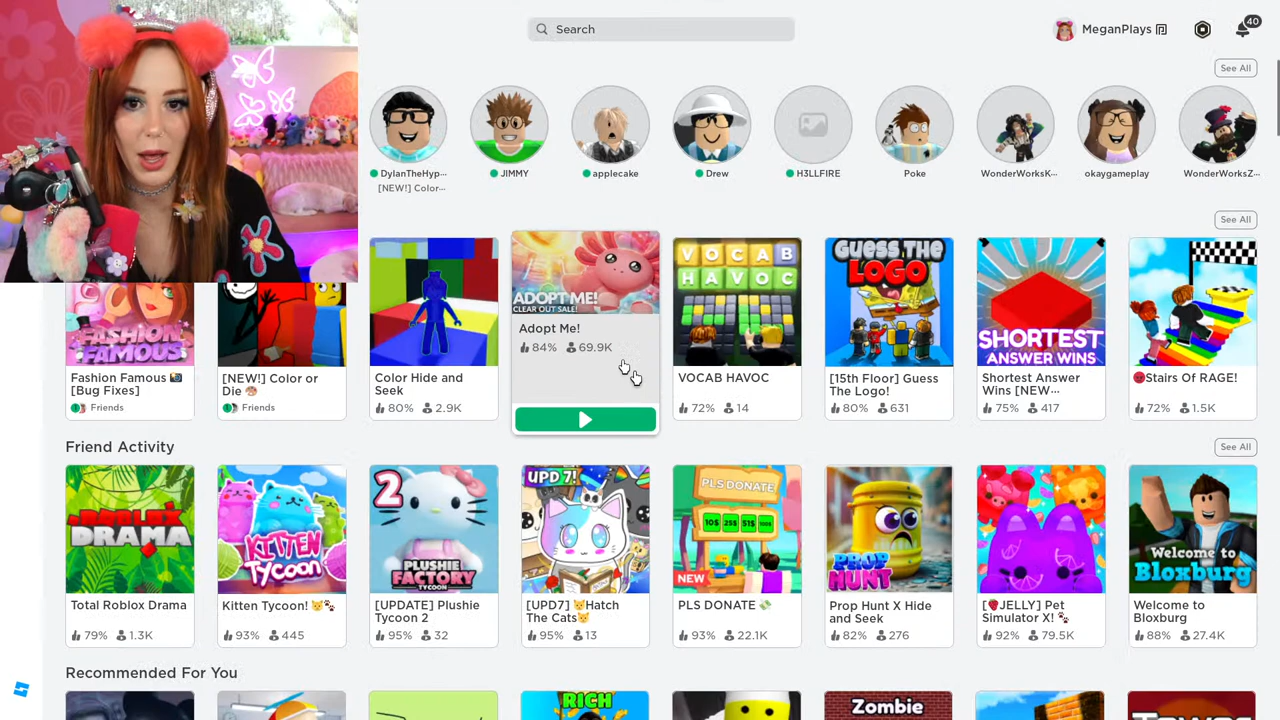 Search
MeganPlays
40
See All
DylanTheHyp...
[NEW!] Color...
JIMMY
applecake
Drew
H3LLFIRE
Poke
WonderWorksK...
okaygameplay
WonderWorksZ...
See All
FASHION
FAMOUS
Fashion Famous 📸
[Bug Fixes]
Friends
[NEW!] Color or
Die 🎨
Friends
Color Hide and
Seek
80% 2.9K
ADOPT ME!
CLEAR OUT SALE!
Adopt Me!
84% 69.9K
VOCAB
HAVOC
VOCAB HAVOC
72% 14
GUESS THE
LOGO
[15th Floor] Guess
The Logo!
80% 631
SHORTEST
ANSWER WINS
Shortest Answer
Wins [NEW...
75% 417
😡Stairs Of RAGE!
72% 1.5K
Friend Activity
See All
ROBLOX
DRAMA
Total Roblox Drama
79% 1.3K
KITTEN
TYCOON
Kitten Tycoon! 😺🐾
93% 445
2
PLUSHIE
FACTORY
TYCOON
[UPDATE] Plushie
Tycoon 2
95% 32
UPD 7!
[UPD7] 😺Hatch
The Cats😺
95% 13
PLS DONATE
10$ 25$ 51$ 100$
NEW
PLS DONATE 💸
93% 22.1K
PROP
HUNT
Prop Hunt X Hide
and Seek
82% 276
[🍓JELLY] Pet
Simulator X! 🐾
92% 79.5K
Welcome to
Bloxburg
Welcome to
Bloxburg
88% 27.4K
Recommended For You
RICH
Zombie